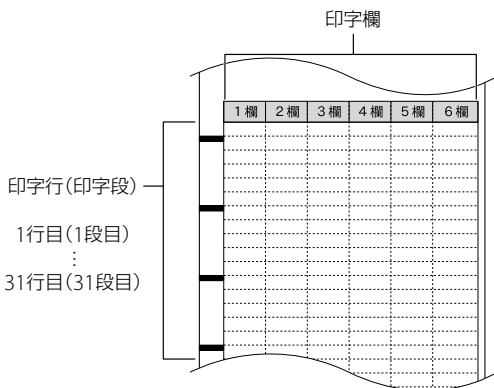 印字欄
1欄 2欄 3欄 4欄 5欄 6欄
印字行(印字段)
1行目(1段目)
⋮
31行目(31段目)